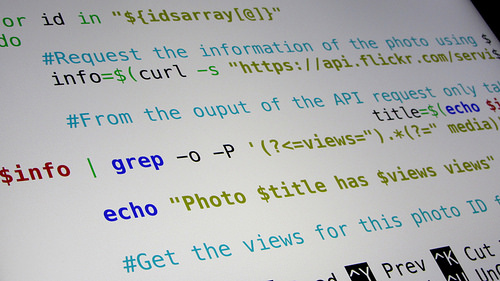 or id in "${idsarray[@]}"
do
#Request the information of the photo using $
info=$(curl -s "https://api.flickr.com/servi
#From the ouput of the API request only ta
title=$(echo $i
$info | grep -o -P '(?<=views=").*(?=" media)'
echo "Photo $title has $views views"
#Get the views for this photo ID f
^Y Prev ^K Cut